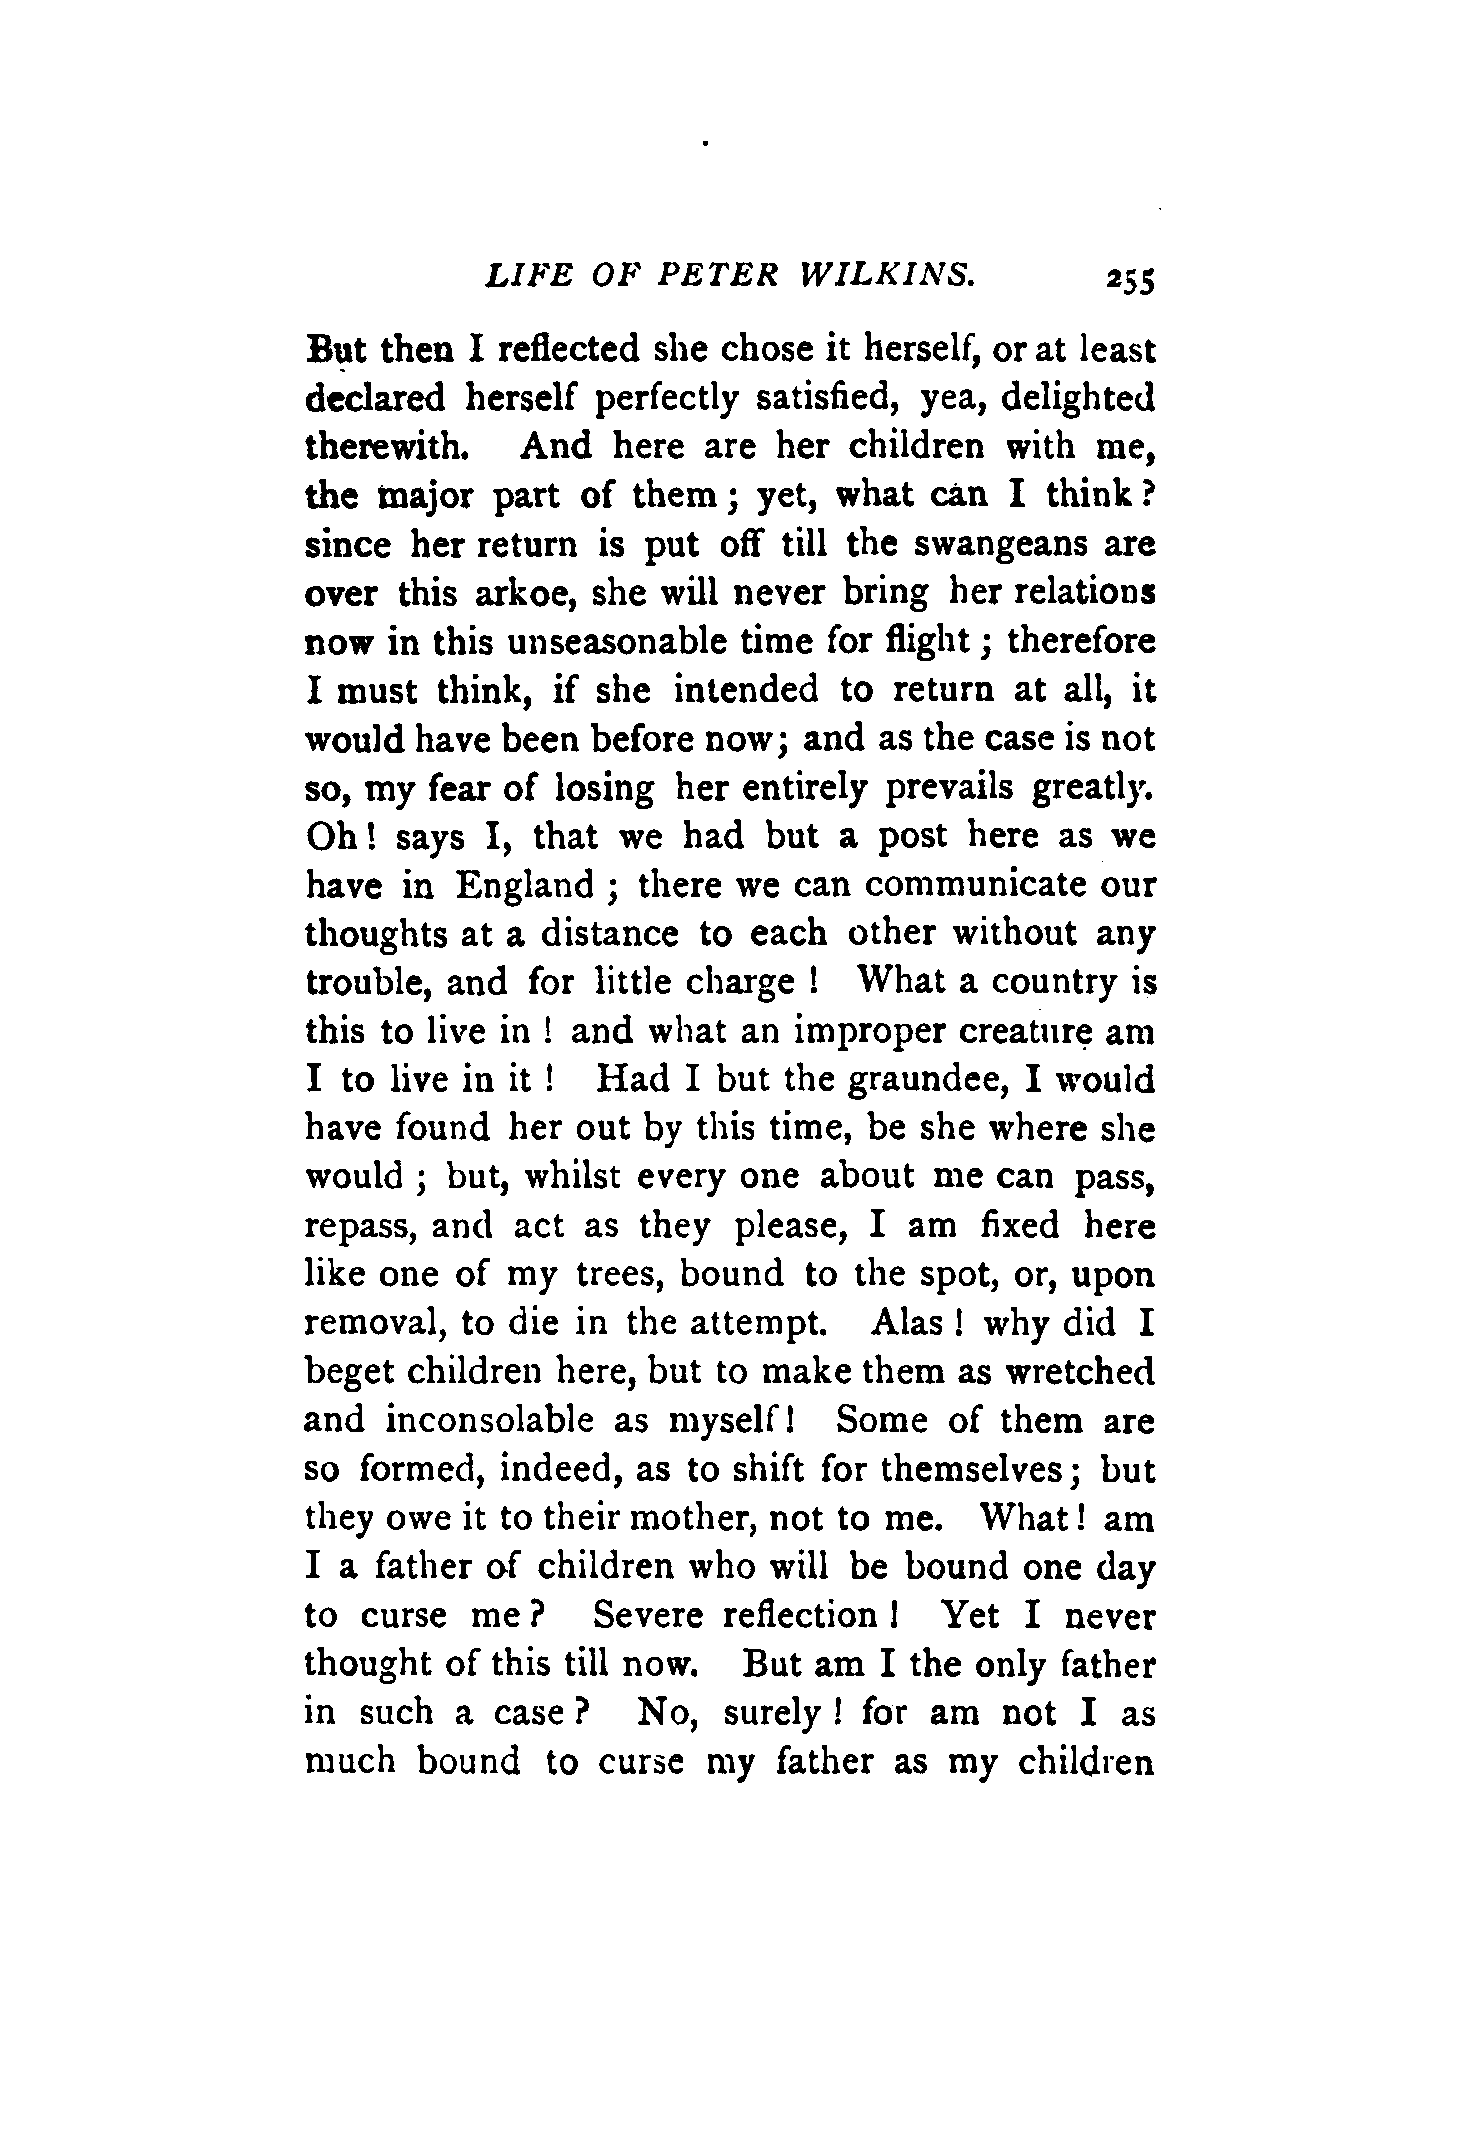 LIFE OF PETER WILKINS. 255
But then I reflected she chose it herself, or at least
declared herself perfectly satisfied, yea, delighted
therewith. And here are her children with me,
the major part of them ; yet, what can I think ?
since her return is put off till the swangeans are
over this arkoe, she will never bring her relations
now in this unseasonable time for flight ; therefore
I must think, if she intended to return at all, it
would have been before now; and as the case is not
so, my fear of losing her entirely prevails greatly.
Oh ! says I, that we had but a post here as we
have in England ; there we can communicate our
thoughts at a distance to each other without any
trouble, and for little charge ! What a country is
this to live in ! and what an improper creature am
I to live in it ! Had I but the graundee, I would
have found her out by this time, be she where she
would ; but, whilst every one about me can pass,
repass, and act as they please, I am fixed here
like one of my trees, bound to the spot, or, upon
removal, to die in the attempt. Alas ! why did I
beget children here, but to make them as wretched
and inconsolable as myself! Some of them are
so formed, indeed, as to shift for themselves; but
they owe it to their mother, not to me. What ! am
I a father of children who will be bound one day
to curse me ? Severe reflection ! Yet I never
thought of this till now. But am I the only father
in such a case ? No, surely ! for am not I as
much bound to curse my father as my children